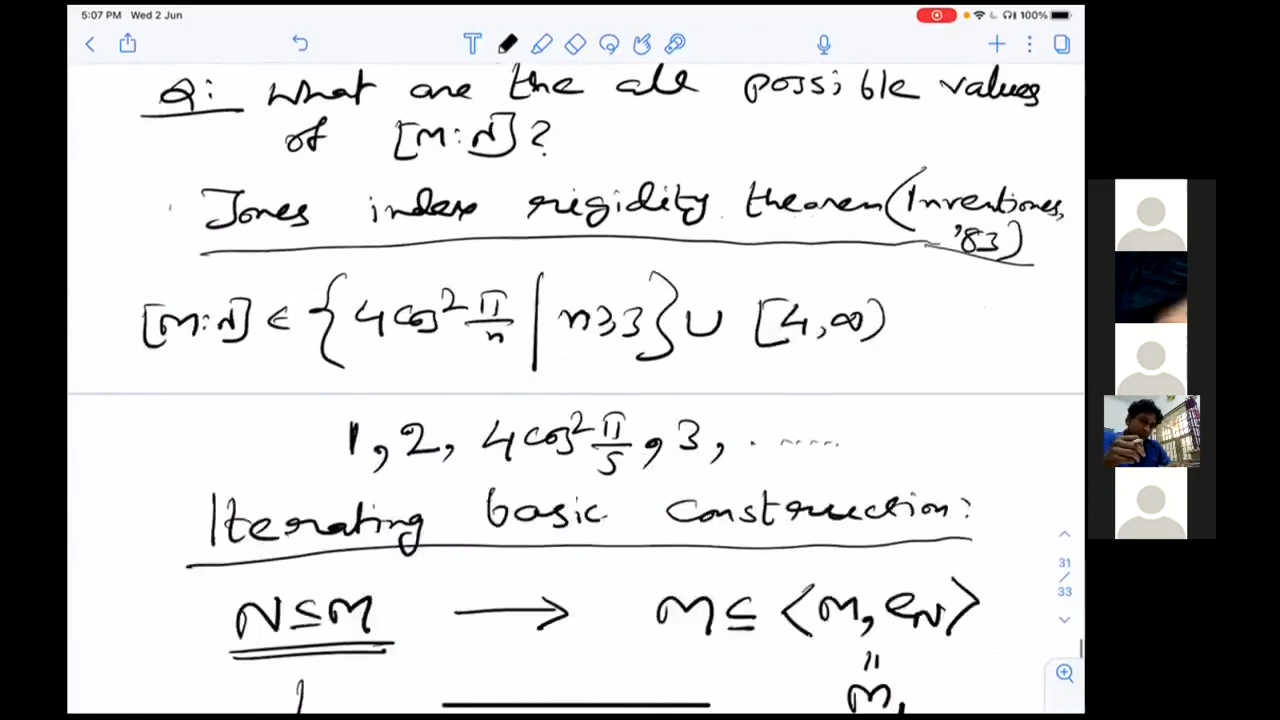 5:07 PM Wed 2 Jun
100%
Q: What are the all possible values
of [M:N]?
Jones index rigidity theorem (Inventiones,
'83)
[M:N] ∈ {4cos² π/n | n≥3} ∪ [4,∞)
1, 2, 4cos² π/5, 3, .......
Iterating basic construction:
N ⊆ M → M ⊆ ⟨M, e_N⟩
=
M₁
31
/
33